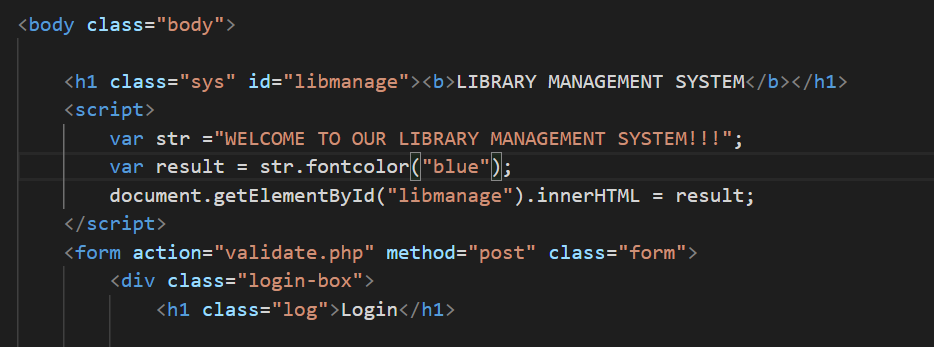 <body class="body">
<h1 class="sys" id="libmanage"><b>LIBRARY MANAGEMENT SYSTEM</b></h1>
<script>
var str ="WELCOME TO OUR LIBRARY MANAGEMENT SYSTEM!!!";
var result = str.fontcolor("blue");
document.getElementById("libmanage").innerHTML = result;
</script>
<form action="validate.php" method="post" class="form">
<div class="login-box">
<h1 class="log">Login</h1>